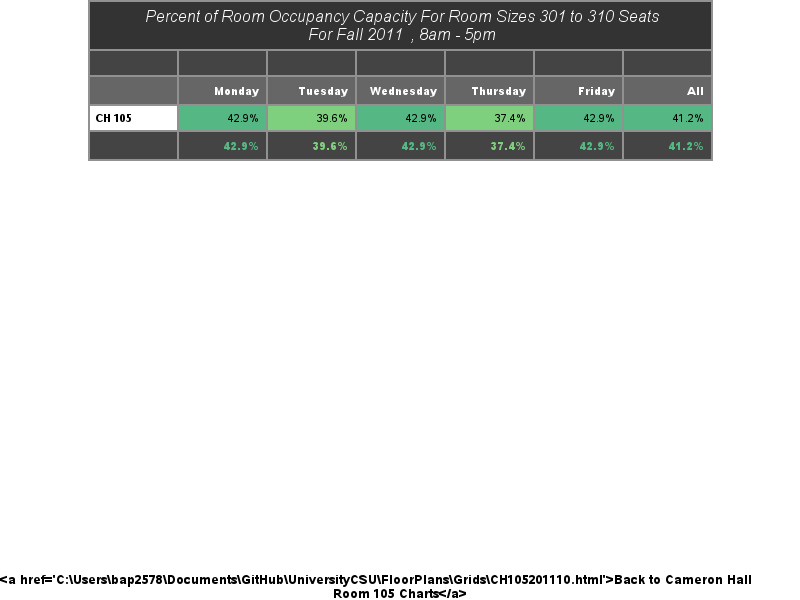 Percent of Room Occupancy Capacity For Room Sizes 301 to 310 Seats
For Fall 2011 , 8am - 5pm
Monday Tuesday Wednesday Thursday Friday All
CH 105 42.9% 39.6% 42.9% 37.4% 42.9% 41.2%
42.9% 39.6% 42.9% 37.4% 42.9% 41.2%
<a href='C:\Users\bap2578\Documents\GitHub\UniversityCSU\FloorPlans\Grids\CH105201110.html'>Back to Cameron Hall
Room 105 Charts</a>